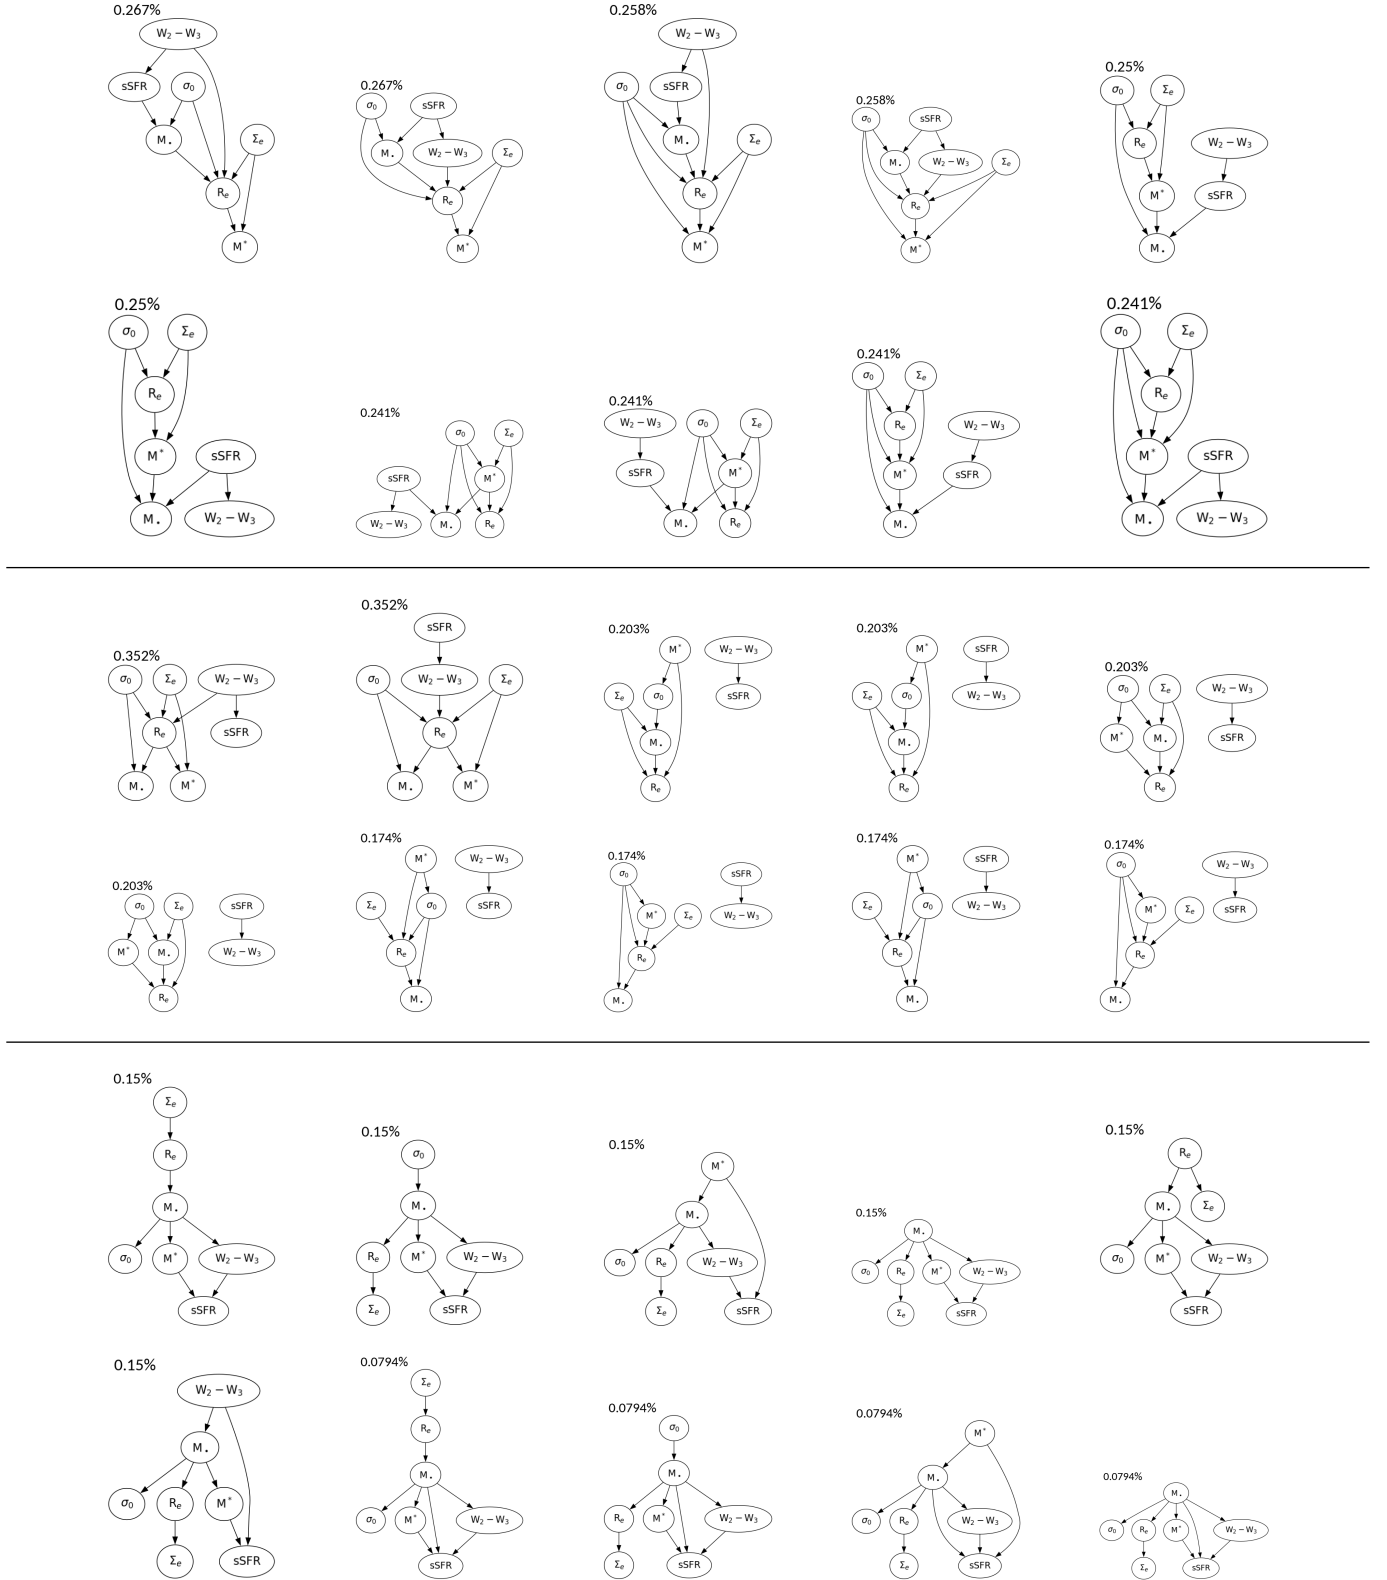 0.267%
W₂ − W₃
sSFR
σ₀
M•
Σₑ
Rₑ
M*
0.267%
σ₀
sSFR
M•
W₂ − W₃
Σₑ
Rₑ
M*
0.258%
W₂ − W₃
σ₀
sSFR
M•
Σₑ
Rₑ
M*
0.258%
σ₀
sSFR
M•
W₂ − W₃
Σₑ
Rₑ
M*
0.25%
σ₀
Σₑ
Rₑ
W₂ − W₃
M*
sSFR
M•
0.25%
σ₀
Σₑ
Rₑ
M*
sSFR
M•
W₂ − W₃
0.241%
σ₀
Σₑ
sSFR
M*
W₂ − W₃
M•
Rₑ
0.241%
W₂ − W₃
σ₀
Σₑ
sSFR
M*
M•
Rₑ
0.241%
σ₀
Σₑ
Rₑ
W₂ − W₃
M*
sSFR
M•
0.241%
σ₀
Σₑ
Rₑ
M*
sSFR
M•
W₂ − W₃
0.352%
σ₀
Σₑ
W₂ − W₃
Rₑ
sSFR
M•
M*
0.352%
sSFR
σ₀
W₂ − W₃
Σₑ
Rₑ
M•
M*
0.203%
M*
W₂ − W₃
Σₑ
σ₀
sSFR
M•
Rₑ
0.203%
M*
sSFR
Σₑ
σ₀
W₂ − W₃
M•
Rₑ
0.203%
σ₀
Σₑ
W₂ − W₃
M*
M•
sSFR
Rₑ
0.203%
σ₀
Σₑ
sSFR
M*
M•
W₂ − W₃
Rₑ
0.174%
M*
W₂ − W₃
Σₑ
σ₀
sSFR
Rₑ
M•
0.174%
σ₀
sSFR
M*
Σₑ
W₂ − W₃
Rₑ
M•
0.174%
M*
sSFR
Σₑ
σ₀
W₂ − W₃
Rₑ
M•
0.174%
σ₀
W₂ − W₃
M*
Σₑ
sSFR
Rₑ
M•
0.15%
Σₑ
Rₑ
M•
σ₀
M*
W₂ − W₃
sSFR
0.15%
σ₀
M•
Rₑ
M*
W₂ − W₃
Σₑ
sSFR
0.15%
M*
M•
σ₀
Rₑ
W₂ − W₃
Σₑ
sSFR
0.15%
M•
σ₀
Rₑ
M*
W₂ − W₃
Σₑ
sSFR
0.15%
Rₑ
M•
Σₑ
σ₀
M*
W₂ − W₃
sSFR
0.15%
W₂ − W₃
M•
σ₀
Rₑ
M*
Σₑ
sSFR
0.0794%
Σₑ
Rₑ
M•
σ₀
M*
W₂ − W₃
sSFR
0.0794%
σ₀
M•
Rₑ
M*
W₂ − W₃
Σₑ
sSFR
0.0794%
M*
M•
σ₀
Rₑ
W₂ − W₃
Σₑ
sSFR
0.0794%
M•
σ₀
Rₑ
M*
W₂ − W₃
Σₑ
sSFR